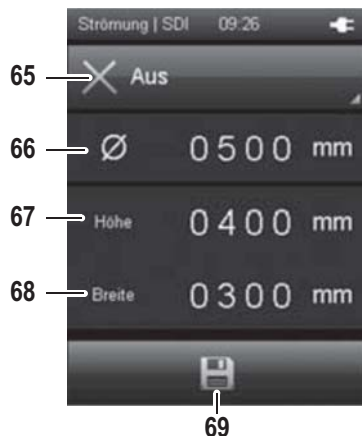 Strömung | SDI 09:26
65 Aus
66 Ø 0500 mm
67 Höhe 0400 mm
68 Breite 0300 mm
69